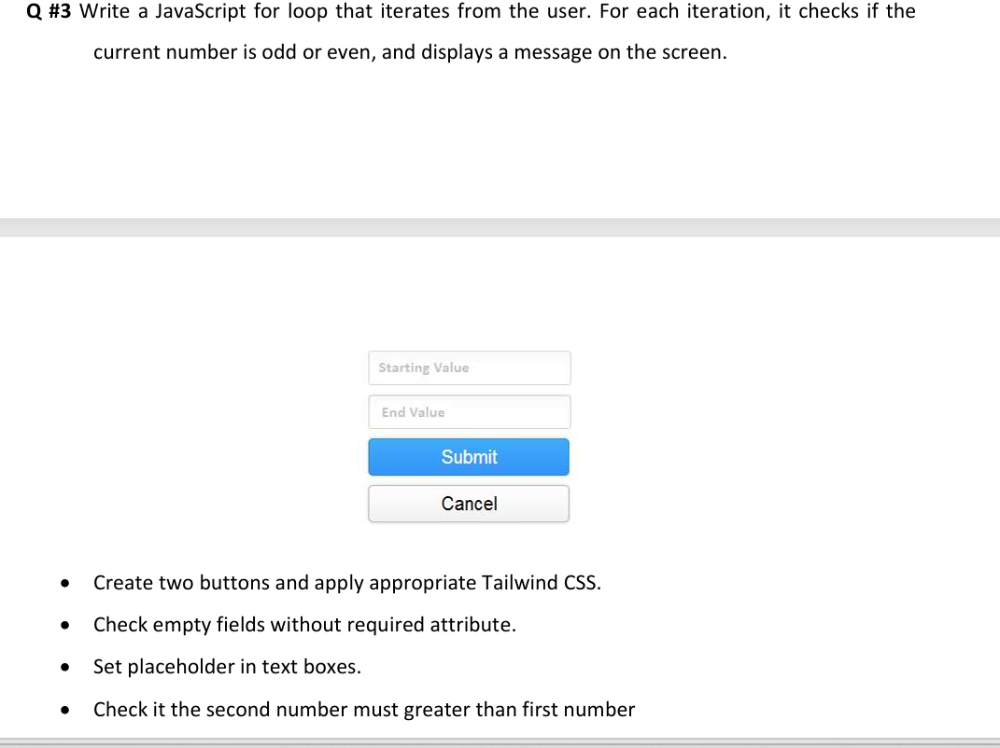 Q #3 Write a JavaScript for loop that iterates from the user. For each iteration, it checks if the
current number is odd or even, and displays a message on the screen.
Starting Value
End Value
Submit
Cancel
• Create two buttons and apply appropriate Tailwind CSS.
• Check empty fields without required attribute.
• Set placeholder in text boxes.
• Check it the second number must greater than first number